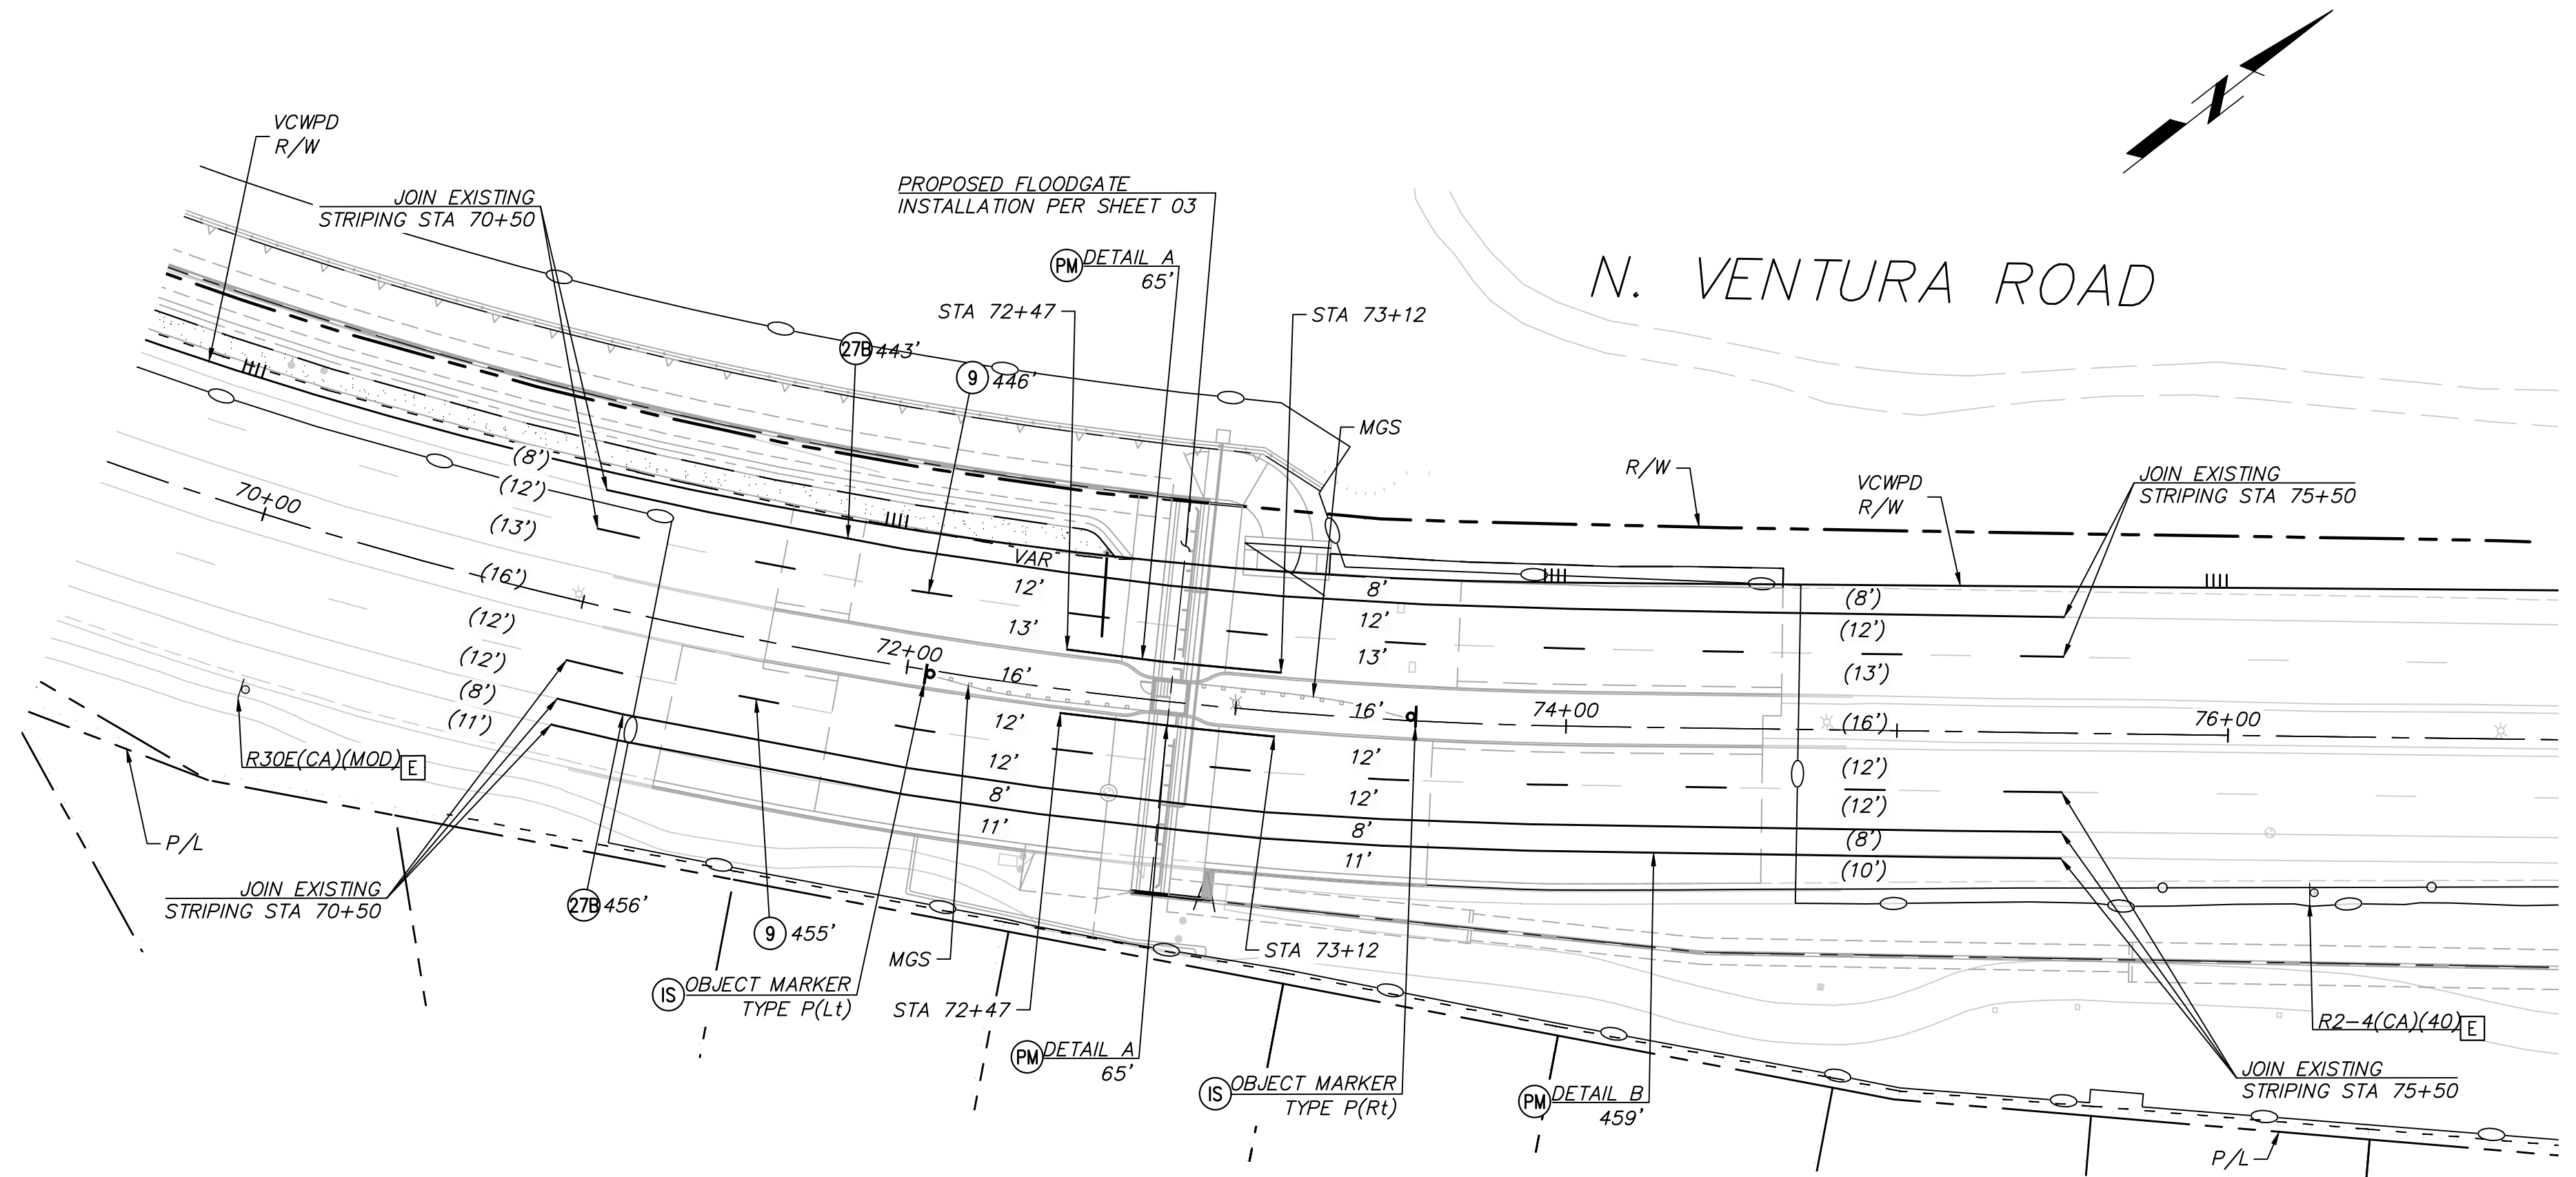 VCWPD
R/W
JOIN EXISTING
STRIPING STA 70+50
PROPOSED FLOODGATE
INSTALLATION PER SHEET 03
PM DETAIL A
65'
STA 72+47
STA 73+12
27B 443'
9 446'
N
N. VENTURA ROAD
MGS
R/W
VCWPD
R/W
JOIN EXISTING
STRIPING STA 75+50
70+00
(8')
(12')
(13')
(16')
(12')
(12')
(8')
(11')
VAR
12'
13'
72+00
16'
12'
12'
8'
11'
8'
12'
13'
16'
12'
12'
8'
11'
74+00
(8')
(12')
(13')
(16')
(12')
(12')
(8')
(10')
76+00
R30E(CA)(MOD) E
P/L
JOIN EXISTING
STRIPING STA 70+50
27B 456'
9 455'
MGS
IS OBJECT MARKER
TYPE P(Lt)
STA 72+47
STA 73+12
PM DETAIL A
65'
IS OBJECT MARKER
TYPE P(Rt)
PM DETAIL B
459'
R2-4(CA)(40) E
JOIN EXISTING
STRIPING STA 75+50
P/L